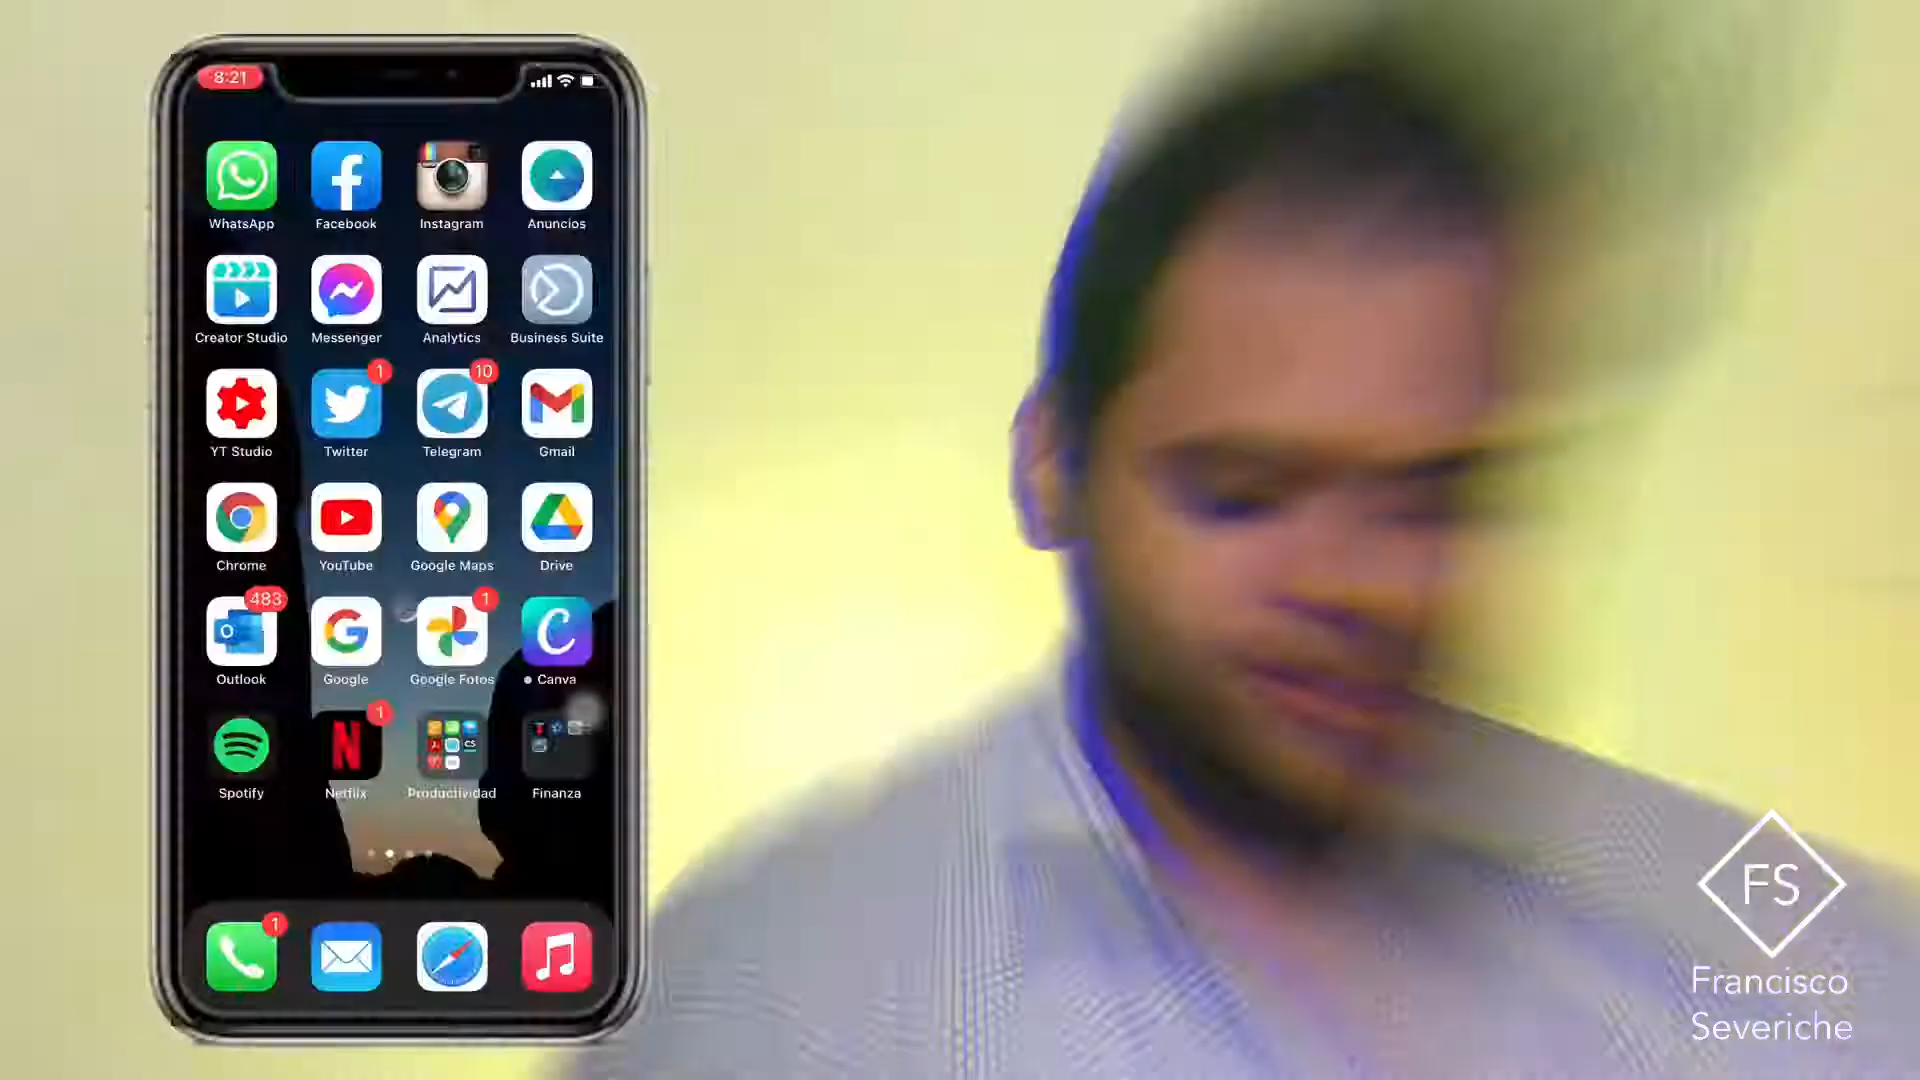 8:21
WhatsApp Facebook Instagram Anuncios
Creator Studio Messenger Analytics Business Suite
1 10
YT Studio Twitter Telegram Gmail
Chrome YouTube Google Maps Drive
483 1
Outlook Google Google Fotos Canva
1
CS
Spotify Netflix Productividad Finanza
1
FS
Francisco
Severiche